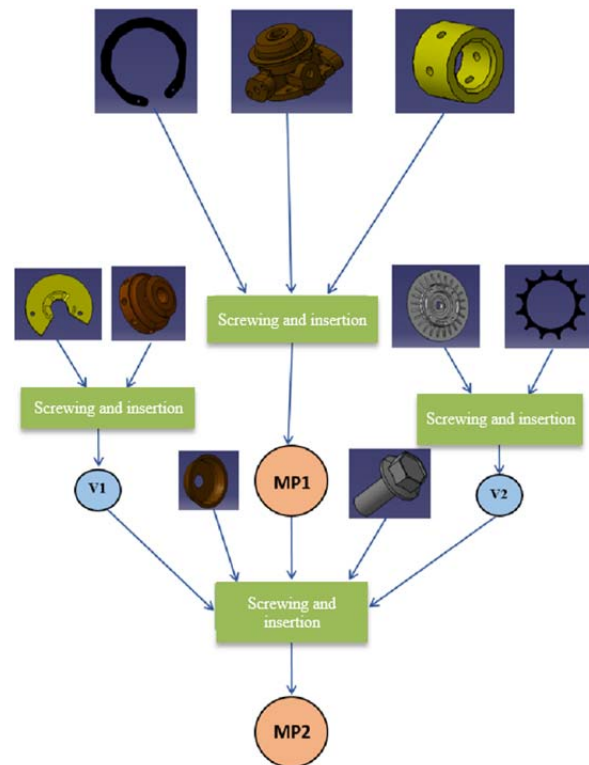 Screwing and insertion
Screwing and insertion
Screwing and insertion
V1
MP1
V2
Screwing and
insertion
MP2